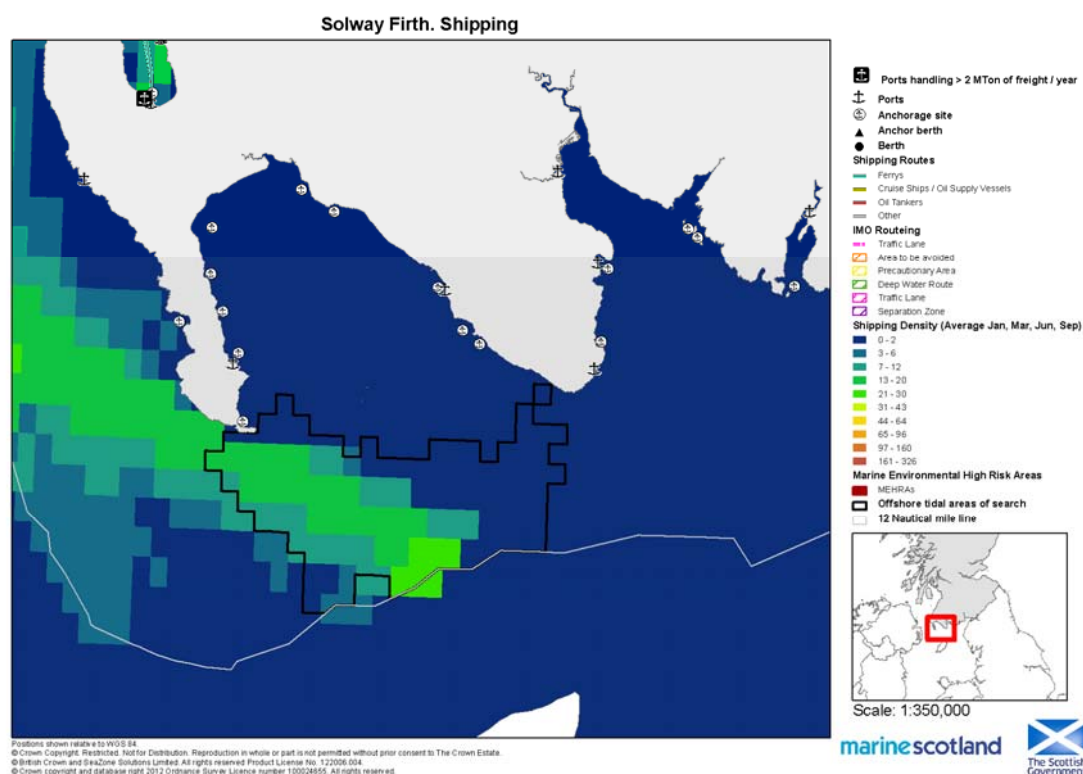 Solway Firth. Shipping
Ports handling > 2 MTon of freight / year
Ports
Anchorage site
Anchor berth
Berth
Shipping Routes
Ferrys
Cruise Ships / Oil Supply Vessels
Oil Tankers
Other
IMO Routeing
Traffic Lane
Area to be avoided
Precautionary Area
Deep Water Route
Traffic Lane
Separation Zone
Shipping Density (Average Jan, Mar, Jun, Sep)
0 - 2
3 - 6
7 - 12
13 - 20
21 - 30
31 - 43
44 - 64
65 - 96
97 - 160
161 - 326
Marine Environmental High Risk Areas
MEHRAs
Offshore tidal areas of search
12 Nautical mile line
Scale: 1:350,000
marinescotland
The Scottish
Government
Positions shown relative to WGS 84.
© Crown Copyright. Restricted. Not for Distribution. Reproduction in whole or part is not permitted without prior consent to The Crown Estate.
© British Crown and SeaZone Solutions Limited. All rights reserved Product License No. 122006.004.
© Crown copyright and database right 2012 Ordnance Survey Licence number 100024655. All rights reserved.